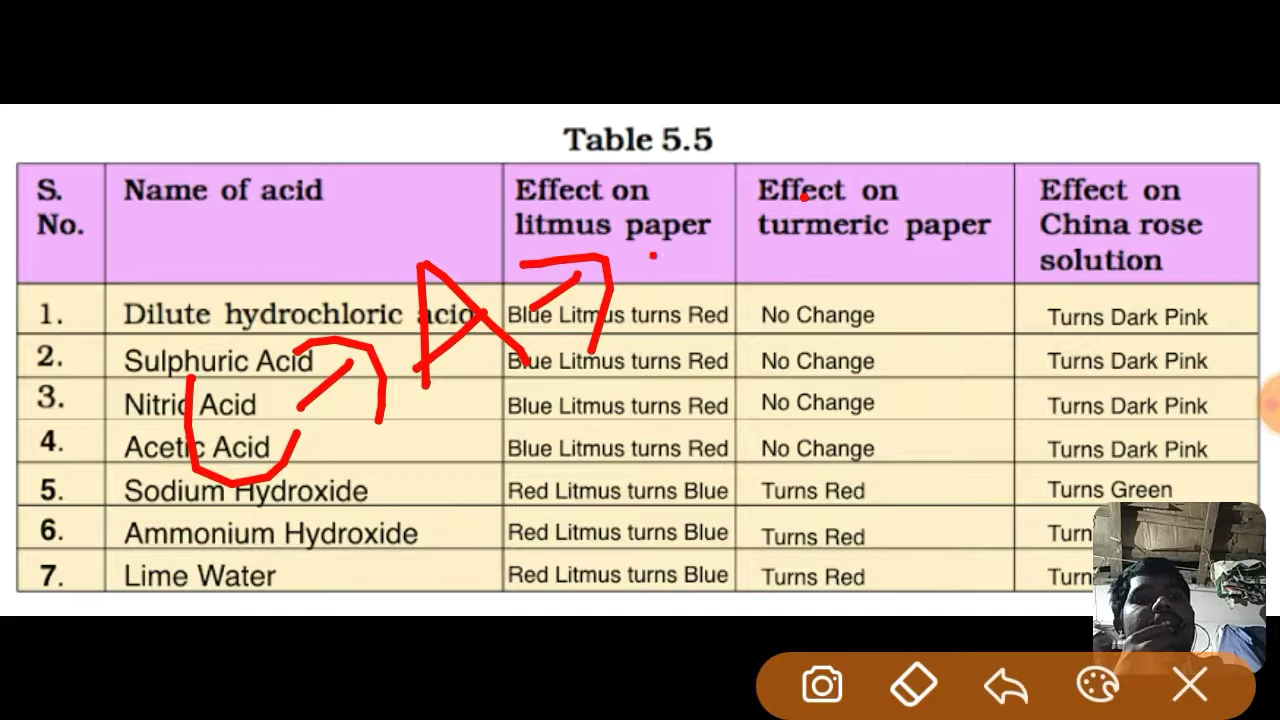 Table 5.5
S. No. Name of acid Effect on litmus paper Effect on turmeric paper Effect on China rose solution
1. Dilute hydrochloric acid Blue Litmus turns Red No Change Turns Dark Pink
2. Sulphuric Acid Blue Litmus turns Red No Change Turns Dark Pink
3. Nitric Acid Blue Litmus turns Red No Change Turns Dark Pink
4. Acetic Acid Blue Litmus turns Red No Change Turns Dark Pink
5. Sodium Hydroxide Red Litmus turns Blue Turns Red Turns Green
6. Ammonium Hydroxide Red Litmus turns Blue Turns Red
7. Lime Water Red Litmus turns Blue Turns Red